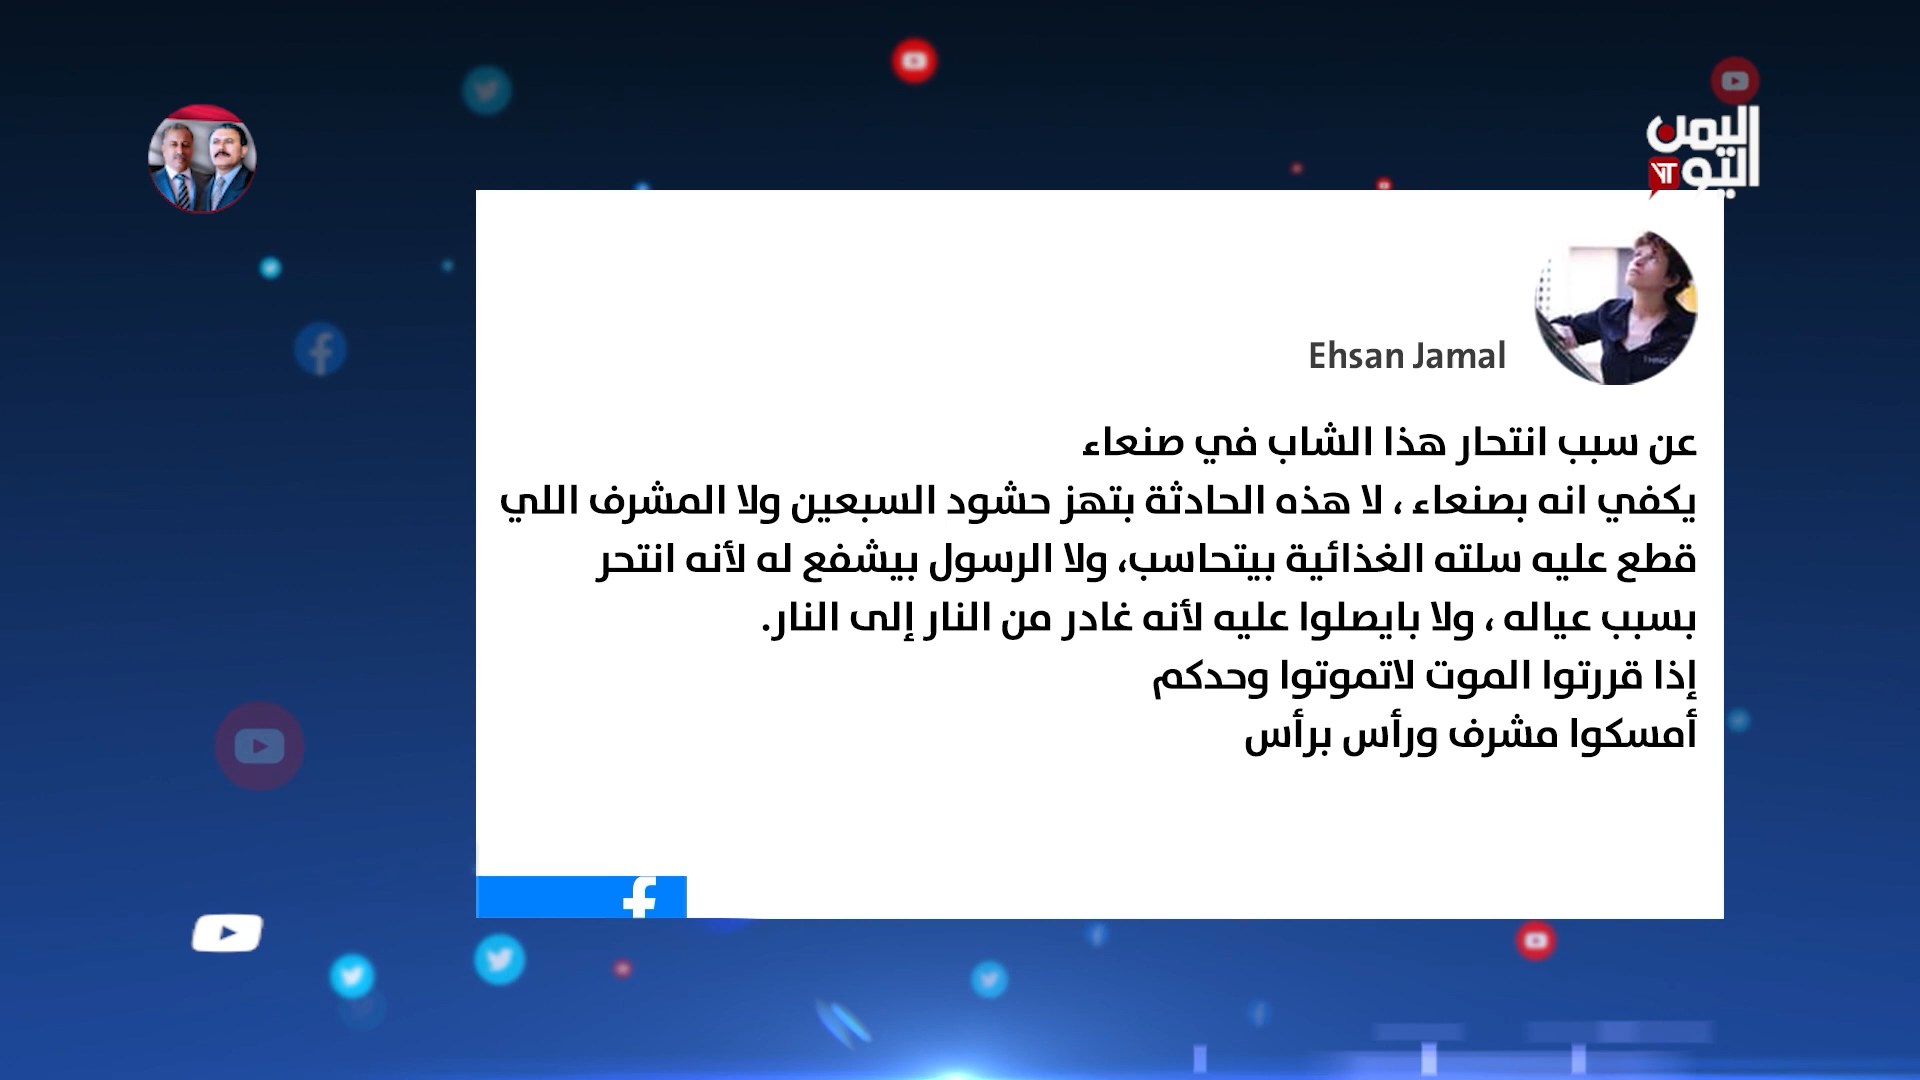 اليمن
اليوم
YT
Ehsan Jamal
عن سبب انتحار هذا الشاب في صنعاء
يكفي انه بصنعاء ، لا هذه الحادثة بتهز حشود السبعين ولا المشرف اللي
قطع عليه سلته الغذائية بيتحاسب، ولا الرسول بيشفع له لأنه انتحر
بسبب عياله ، ولا بايصلوا عليه لأنه غادر من النار إلى النار.
إذا قررتوا الموت لاتموتوا وحدكم
أمسكوا مشرف ورأس برأس